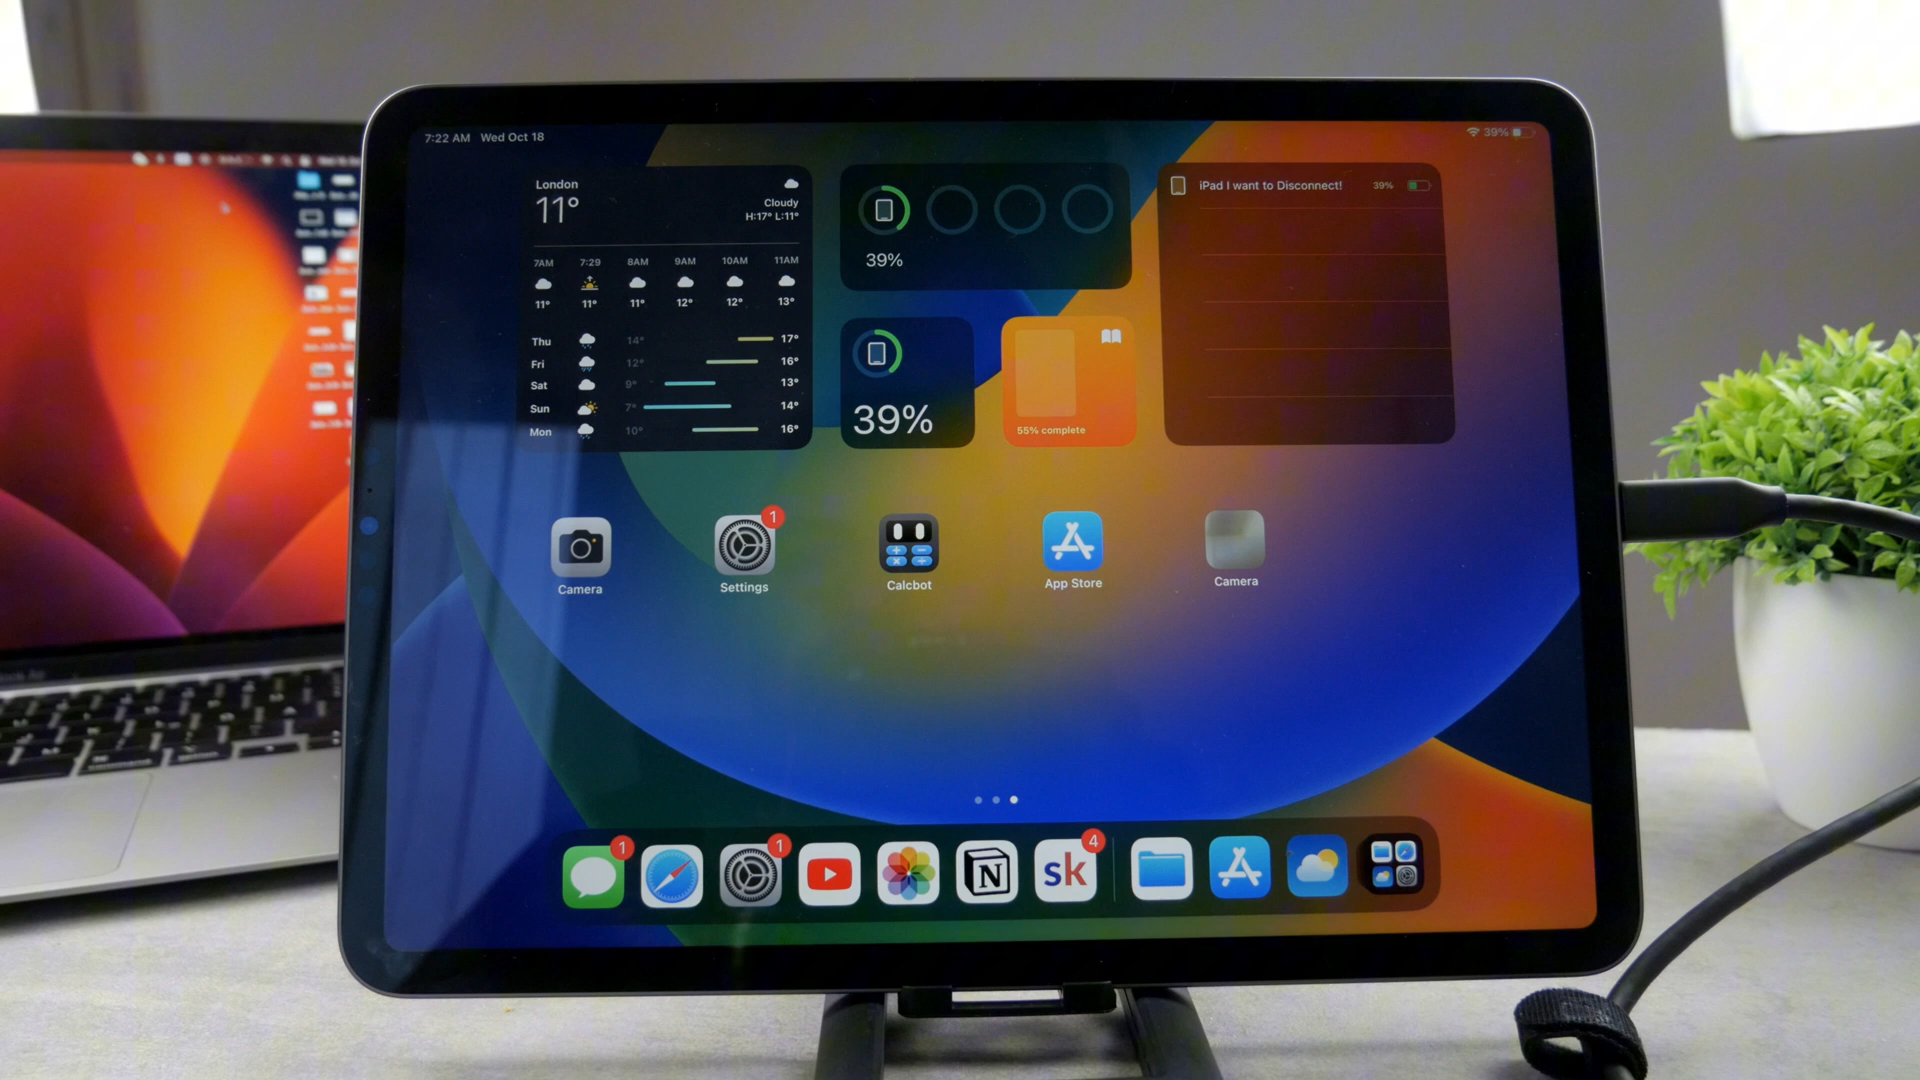 7:22 AM Wed Oct 18
39%
London
11°
Cloudy
H:17° L:11°
7AM 7:29 8AM 9AM 10AM 11AM
11° 11° 11° 12° 12° 13°
Thu 14° 17°
Fri 12° 16°
Sat 9° 13°
Sun 7° 14°
Mon 10° 16°
39%
39%
55% complete
iPad I want to Disconnect! 39%
1
Camera Settings Calcbot App Store Camera
1 1 4
N sk